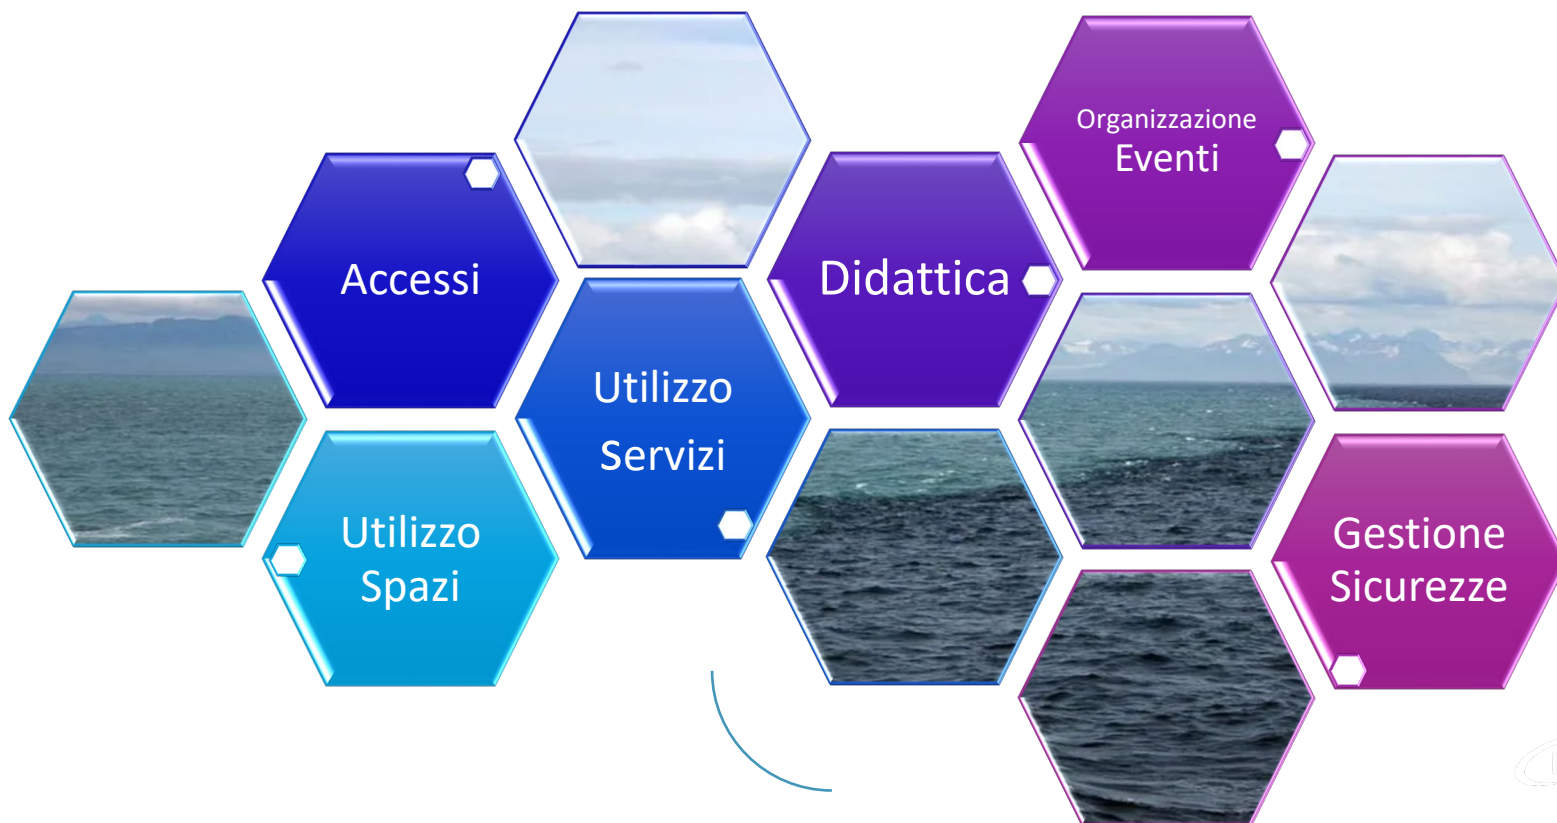 Organizzazione
Eventi
Accessi
Didattica
Utilizzo
Servizi
Utilizzo
Spazi
Gestione
Sicurezze